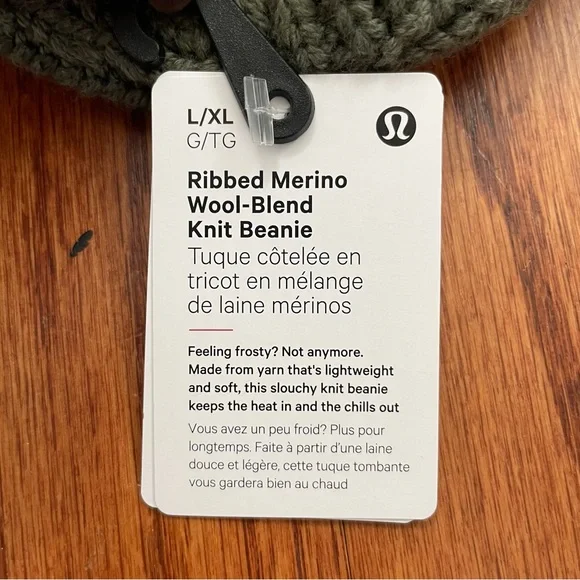 L/XL
G/TG
Ribbed Merino
Wool-Blend
Knit Beanie
Tuque côtelée en
tricot en mélange
de laine mérinos
Feeling frosty? Not anymore.
Made from yarn that's lightweight
and soft, this slouchy knit beanie
keeps the heat in and the chills out
Vous avez un peu froid? Plus pour
longtemps. Faite à partir d'une laine
douce et légère, cette tuque tombante
vous gardera bien au chaud